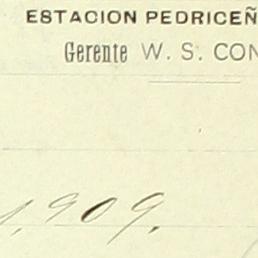 ESTACION PEDRICEÑ
Gerente W. S. CON
1,909.